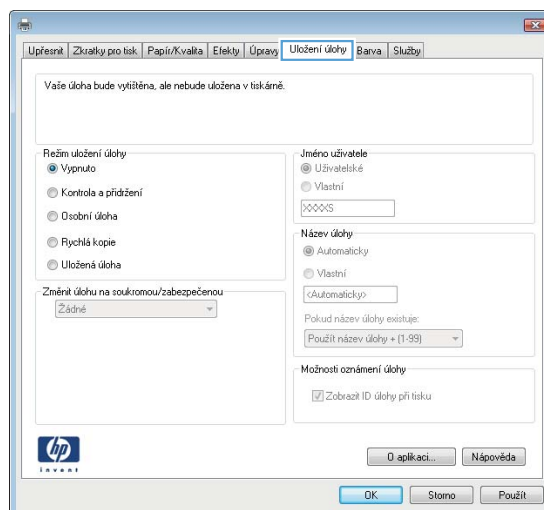 Upřesnit Zkratky pro tisk Papír/Kvalita Efekty Úpravy Uložení úlohy Barva Služby
Vaše úloha bude vytištěna, ale nebude uložena v tiskárně.
Režim uložení úlohy
Vypnuto
Kontrola a přidržení
Osobní úloha
Rychlá kopie
Uložená úloha
Změnit úlohu na soukromou/zabezpečenou
Žádné
Jméno uživatele
Uživatelské
Vlastní
XXXXS
Název úlohy
Automaticky
Vlastní
<Automaticky>
Pokud název úlohy existuje:
Použít název úlohy + (1-99)
Možnosti oznámení úlohy
Zobrazit ID úlohy při tisku
hp
invent
O aplikaci... Nápověda
OK Storno Použít